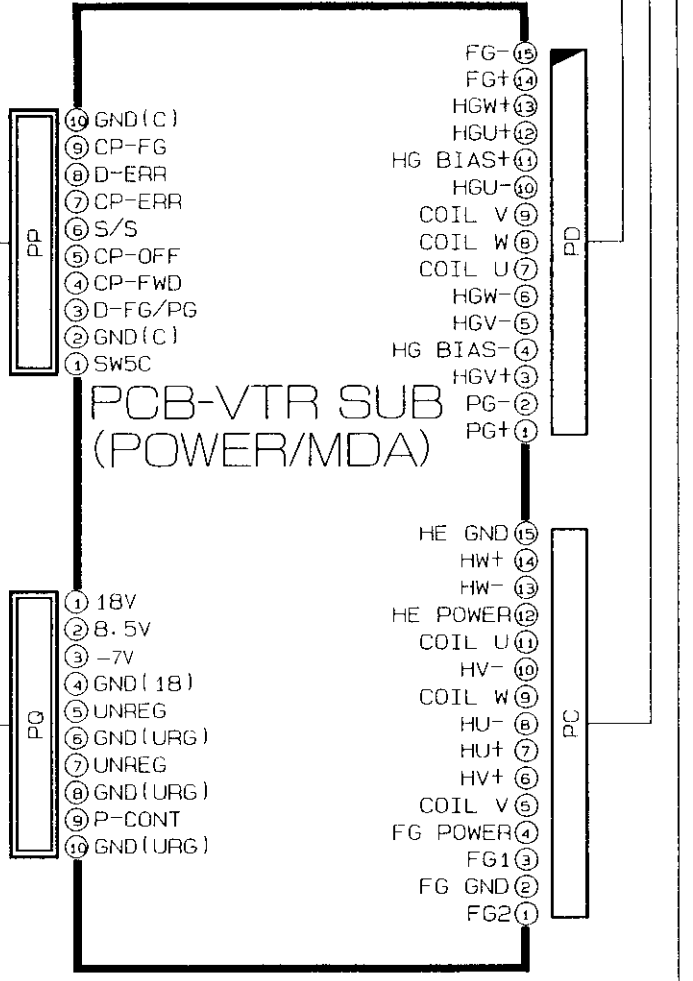 PP
⑩ GND(C)
⑨ CP-FG
⑧ D-ERR
⑦ CP-ERR
⑥ S/S
⑤ CP-OFF
④ CP-FWD
③ D-FG/PG
② GND(C)
① SW5C
FG- ⑮
FG+ ⑭
HGW+ ⑬
HGU+ ⑫
HG BIAS+ ⑪
HGU- ⑩
COIL V ⑨
COIL W ⑧
COIL U ⑦
HGW- ⑥
HGV- ⑤
HG BIAS- ④
HGV+ ③
PG- ②
PG+ ①
PD
PCB-VTR SUB
(POWER/MDA)
PQ
① 18V
② 8.5V
③ -7V
④ GND(18)
⑤ UNREG
⑥ GND(URG)
⑦ UNREG
⑧ GND(URG)
⑨ P-CONT
⑩ GND(URG)
HE GND ⑮
HW+ ⑭
HW- ⑬
HE POWER ⑫
COIL U ⑪
HV- ⑩
COIL W ⑨
HU- ⑧
HU+ ⑦
HV+ ⑥
COIL V ⑤
FG POWER ④
FG1 ③
FG GND ②
FG2 ①
PC